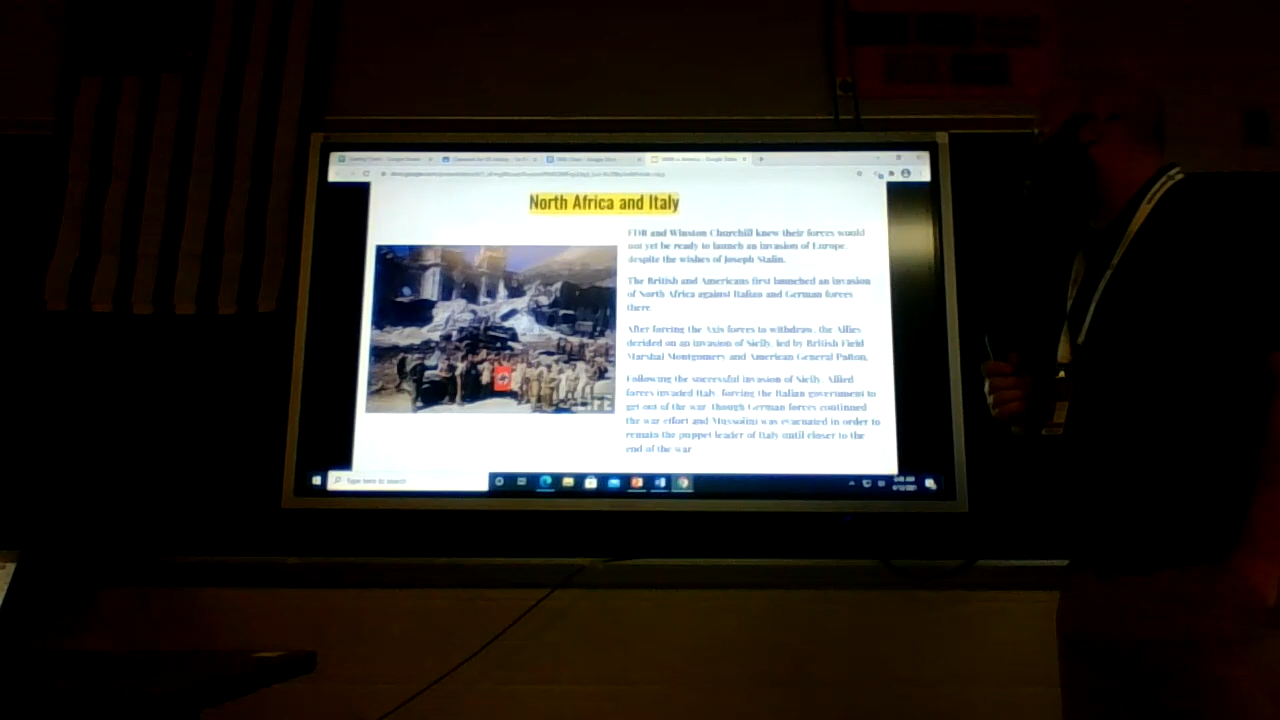 North Africa and Italy
FDR and Winston Churchill knew their forces would
not yet be ready to launch an invasion of Europe,
despite the wishes of Joseph Stalin.
The British and Americans first launched an invasion
of North Africa against Italian and German forces
there.
After forcing the Axis forces to withdraw, the Allies
decided on an invasion of Sicily, led by British Field
Marshal Montgomery and American General Patton.
Following the successful invasion of Sicily, Allied
forces invaded Italy, forcing the Italian government to
get out of the war, though German forces continued
the war effort and Mussolini was evacuated in order to
remain the puppet leader of Italy until closer to the
end of the war
LIFE
Type here to search